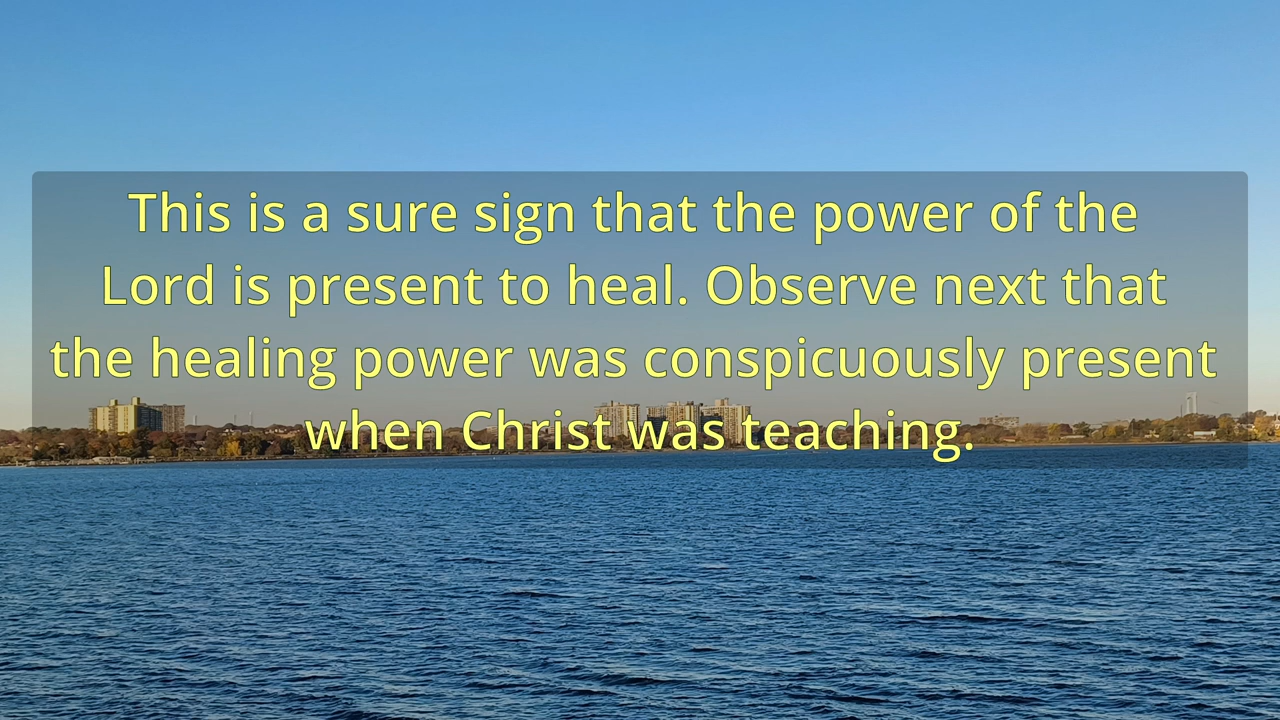 This is a sure sign that the power of the
Lord is present to heal. Observe next that
the healing power was conspicuously present
when Christ was teaching.